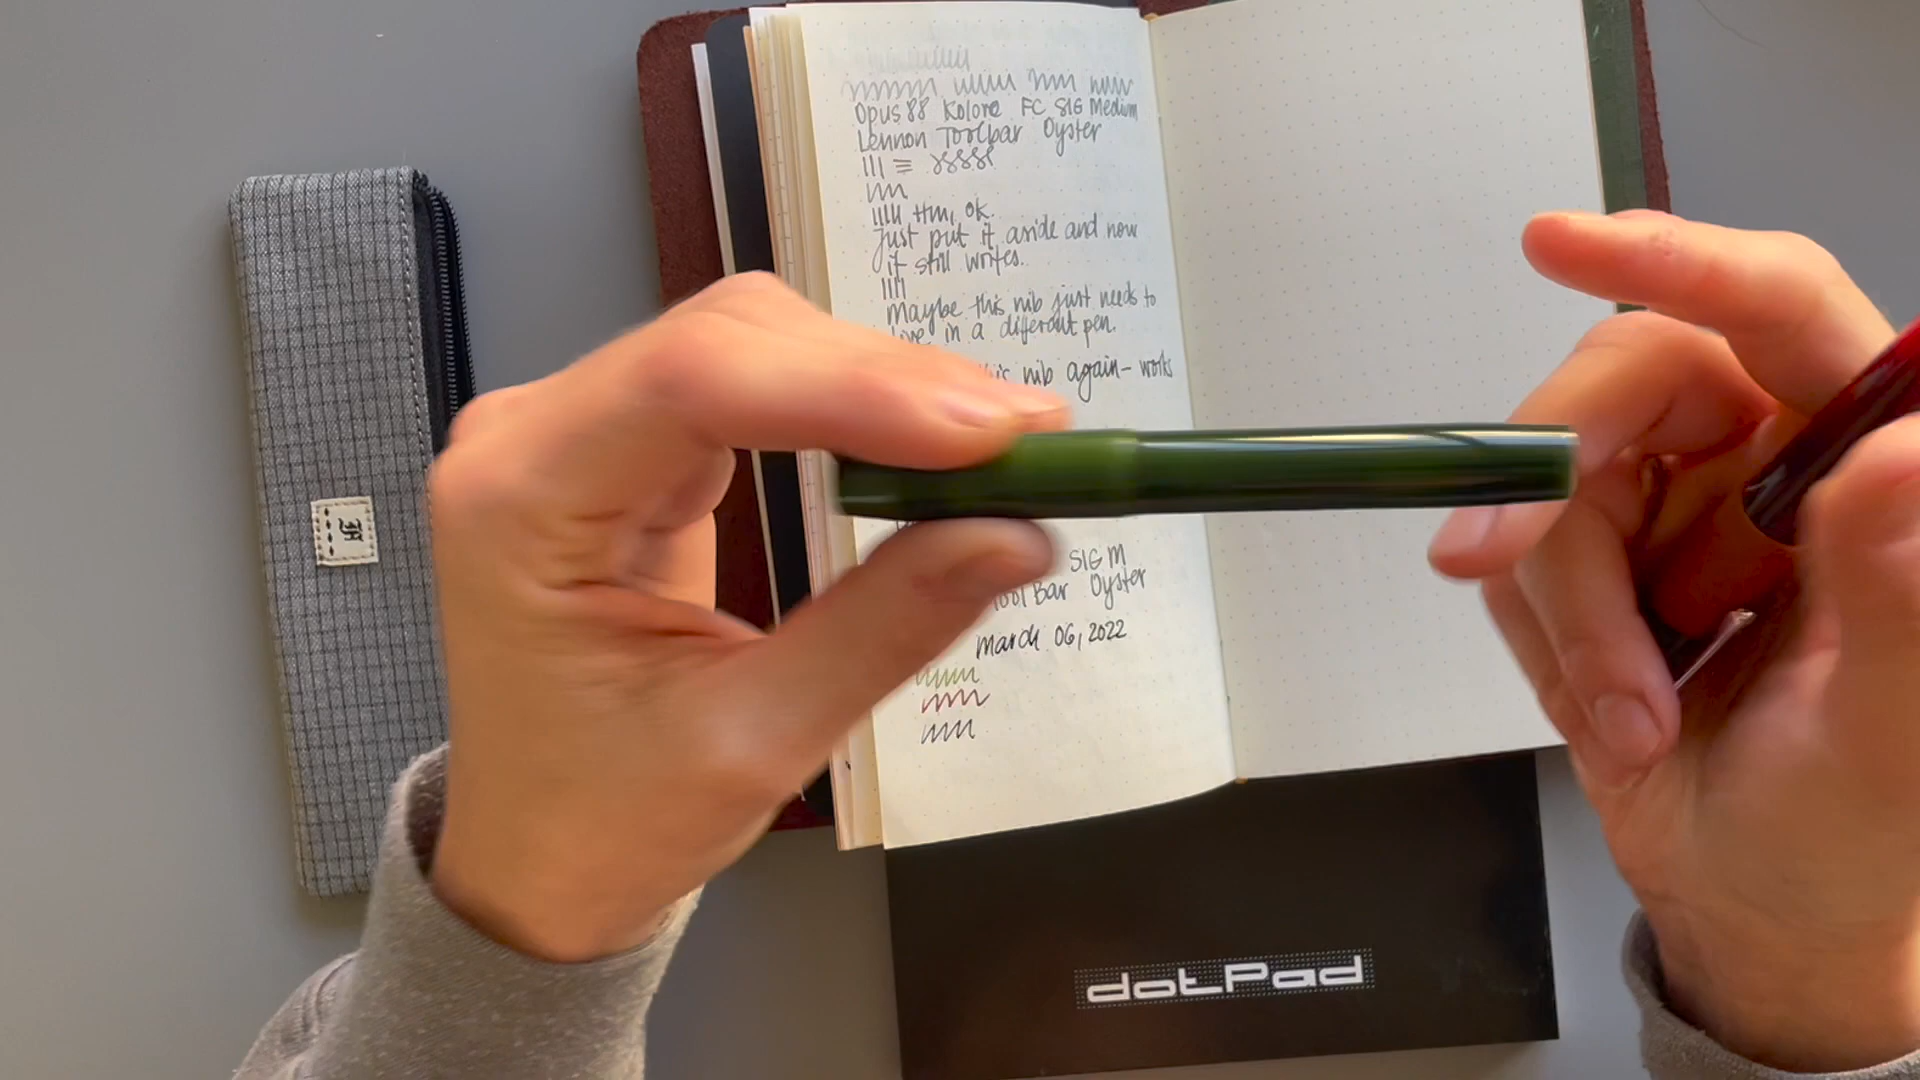 Opus 88 Kolora FC SIG Medium
Lennon Toolbar Oyster
Hm, ok.
Just put it aside and now
it still writes.
Maybe this nib just needs to
live in a different pen.
this nib again - works
SIG M
Tool Bar Oyster
March 06, 2022
dotPad